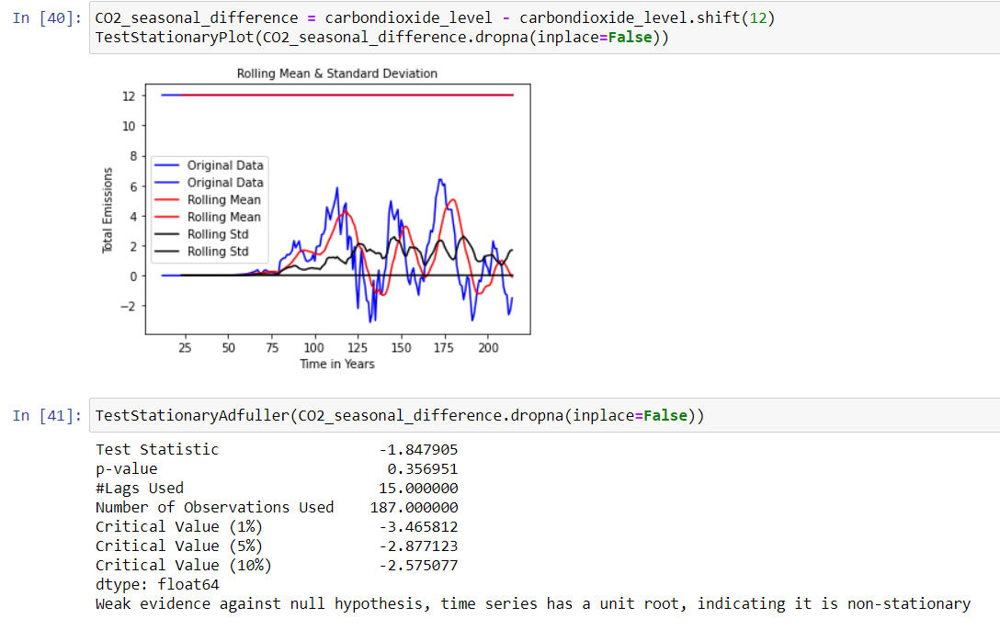 In [40]: CO2_seasonal_difference = carbondioxide_level - carbondioxide_level.shift(12)
TestStationaryPlot(CO2_seasonal_difference.dropna(inplace=False))
Rolling Mean & Standard Deviation
12
10
8
6
4
2
0
−2
Total Emissions
Original Data
Original Data
Rolling Mean
Rolling Mean
Rolling Std
Rolling Std
25 50 75 100 125 150 175 200
Time in Years
In [41]: TestStationaryAdfuller(CO2_seasonal_difference.dropna(inplace=False))
Test Statistic -1.847905
p-value 0.356951
#Lags Used 15.000000
Number of Observations Used 187.000000
Critical Value (1%) -3.465812
Critical Value (5%) -2.877123
Critical Value (10%) -2.575077
dtype: float64
Weak evidence against null hypothesis, time series has a unit root, indicating it is non-stationary